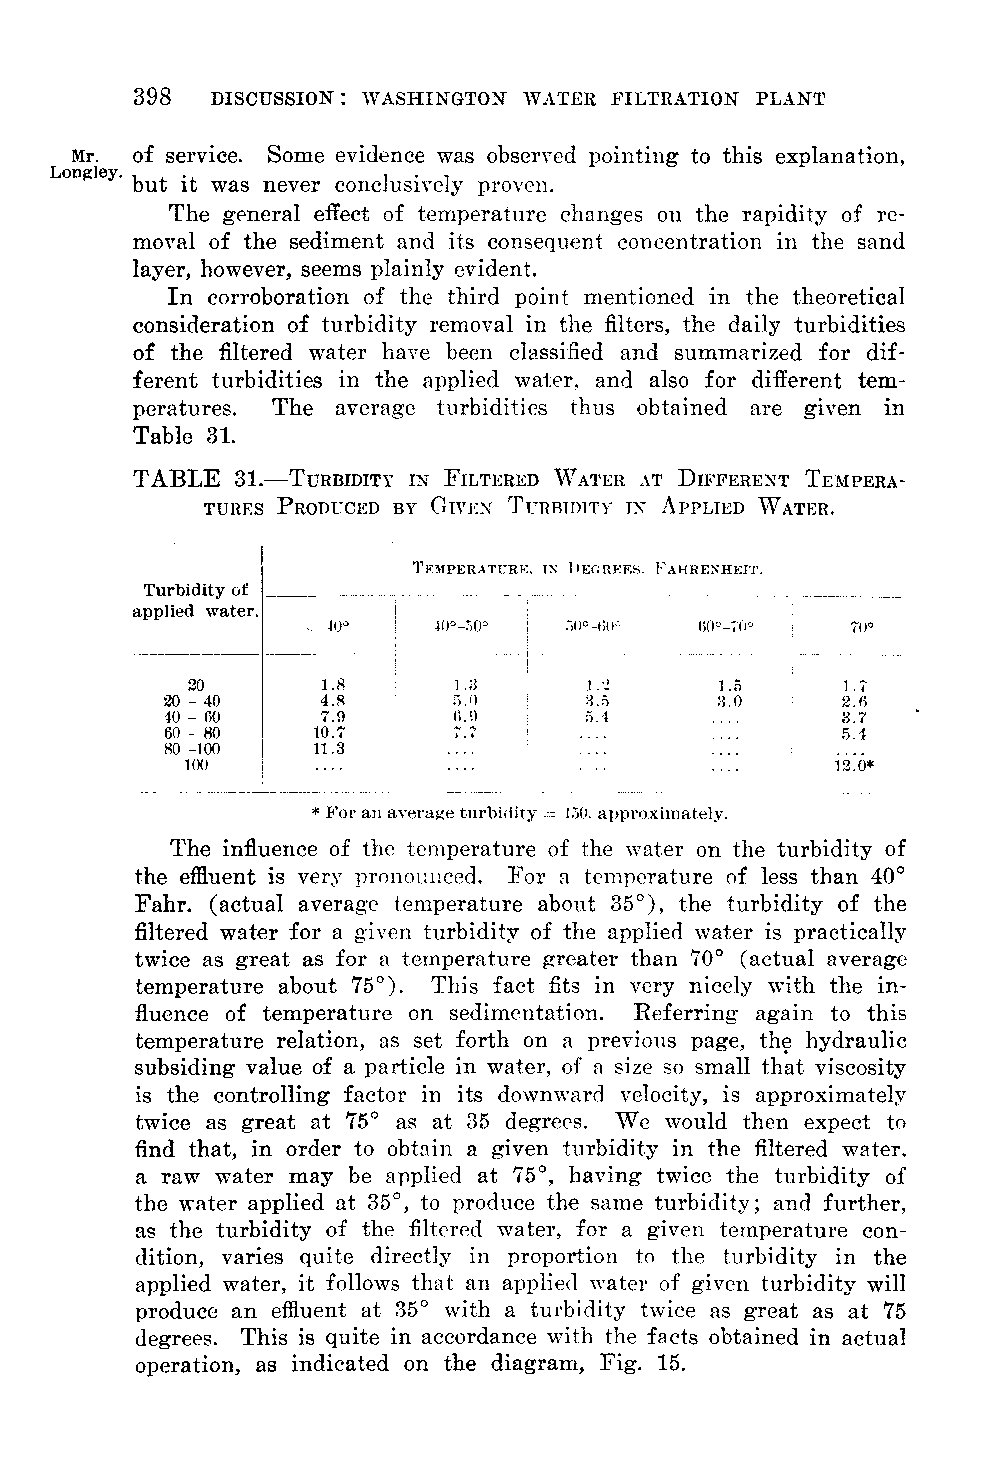 398 DISCUSSION: WASHINGTON WATER FILTRATION PLANT
Mr. Longley.
of service. Some evidence was observed pointing to this explanation,
but it was never conclusively proven.
The general effect of temperature changes on the rapidity of re-
moval of the sediment and its consequent concentration in the sand
layer, however, seems plainly evident.
In corroboration of the third point mentioned in the theoretical
consideration of turbidity removal in the filters, the daily turbidities
of the filtered water have been classified and summarized for dif-
ferent turbidities in the applied water, and also for different tem-
peratures. The average turbidities thus obtained are given in
Table 31.
TABLE 31.—Turbidity in Filtered Water at Different Tempera-
tures Produced by Given Turbidity in Applied Water.
Temperature, in Degrees, Fahrenheit.
Turbidity of
applied water.
40° 40°-50° 50°-60° 60°-70° 70°
20 1.8 1.3 1.2 1.5 1.7
20 - 40 4.8 5.0 3.5 3.0 2.6
40 - 60 7.9 6.9 5.4 .... 3.7
60 - 80 10.7 7.7 .... .... 5.4
80 -100 11.3 .... .... .... ....
100 .... .... .... .... 12.0*
* For an average turbidity = 150, approximately.
The influence of the temperature of the water on the turbidity of
the effluent is very pronounced. For a temperature of less than 40°
Fahr. (actual average temperature about 35°), the turbidity of the
filtered water for a given turbidity of the applied water is practically
twice as great as for a temperature greater than 70° (actual average
temperature about 75°). This fact fits in very nicely with the in-
fluence of temperature on sedimentation. Referring again to this
temperature relation, as set forth on a previous page, the hydraulic
subsiding value of a particle in water, of a size so small that viscosity
is the controlling factor in its downward velocity, is approximately
twice as great at 75° as at 35 degrees. We would then expect to
find that, in order to obtain a given turbidity in the filtered water,
a raw water may be applied at 75°, having twice the turbidity of
the water applied at 35°, to produce the same turbidity; and further,
as the turbidity of the filtered water, for a given temperature con-
dition, varies quite directly in proportion to the turbidity in the
applied water, it follows that an applied water of given turbidity will
produce an effluent at 35° with a turbidity twice as great as at 75
degrees. This is quite in accordance with the facts obtained in actual
operation, as indicated on the diagram, Fig. 15.